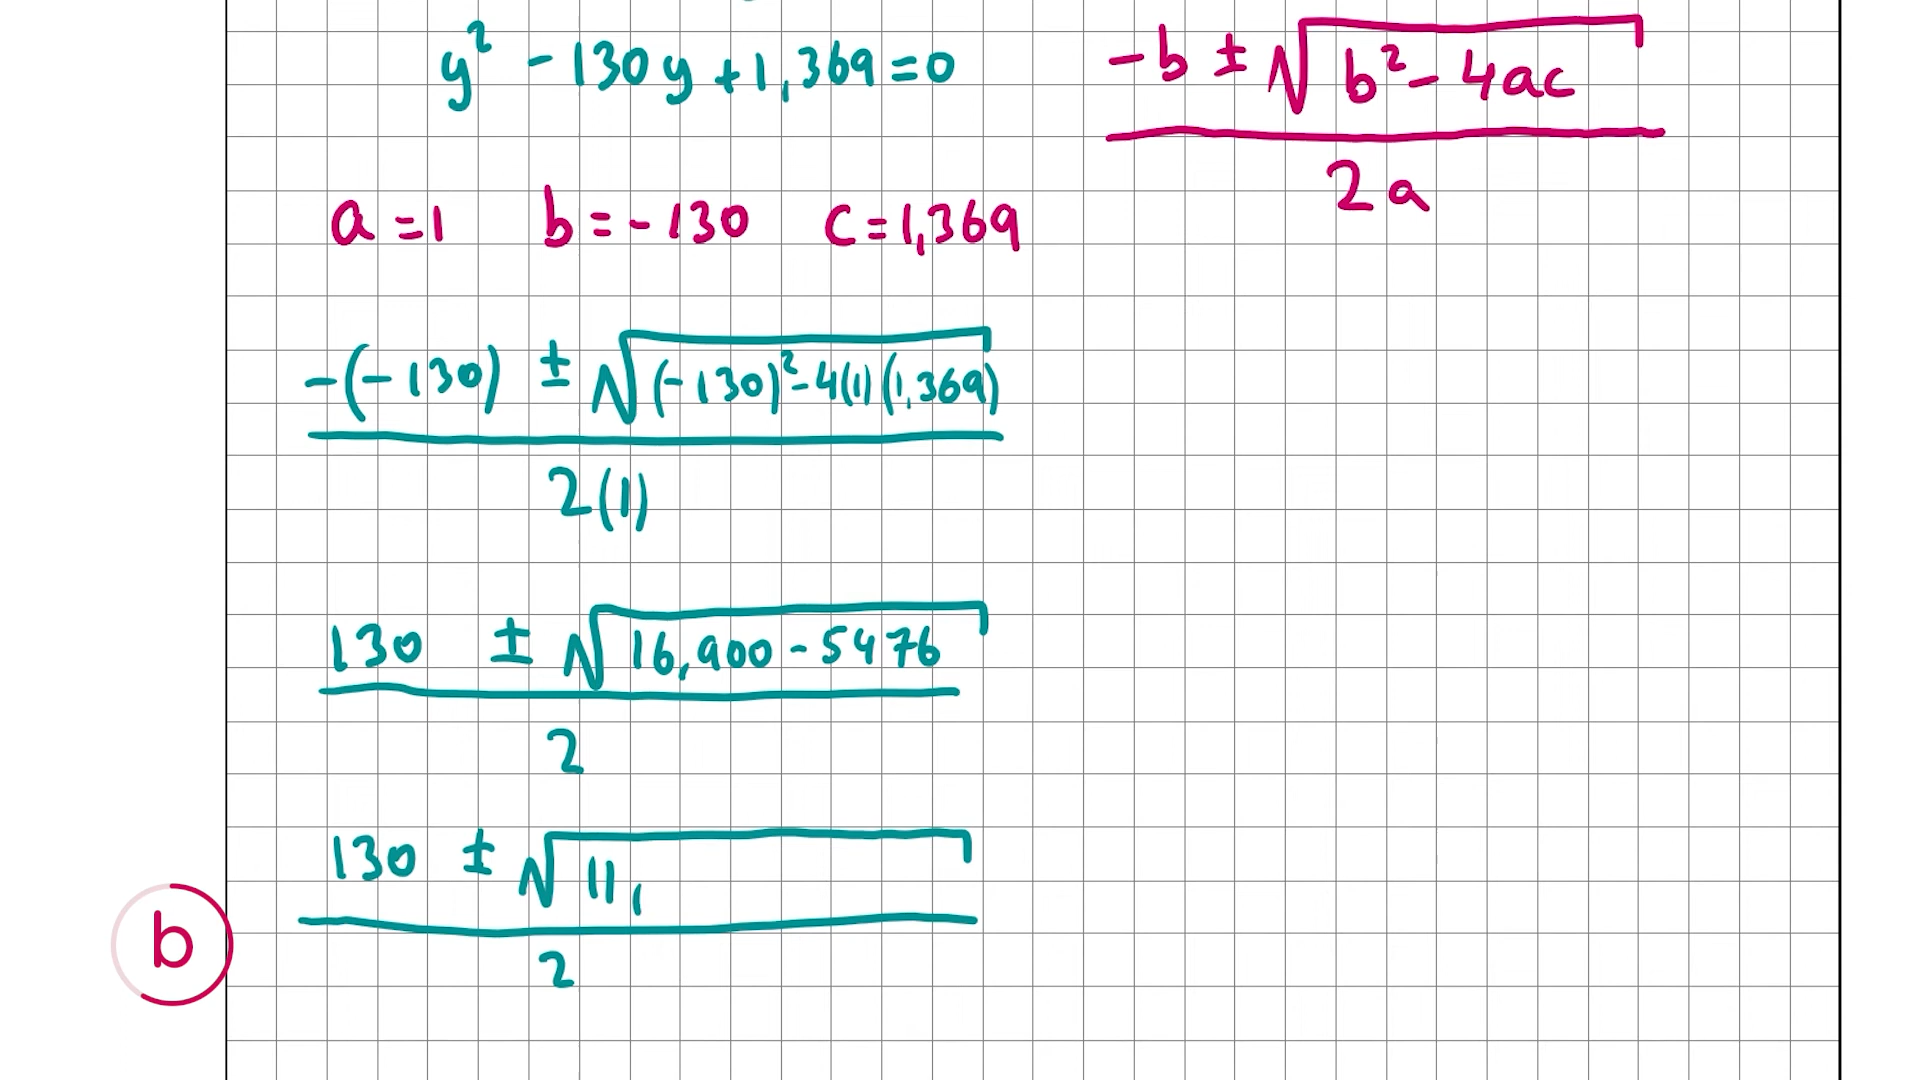 y² - 130y + 1,369 = 0
-b ± √b² - 4ac
2a
a = 1 b = -130 c = 1,369
-(-130) ± √(-130)² - 4(1)(1,369)
2(1)
130 ± √16,900 - 5476
2
130 ± √11,
2
b